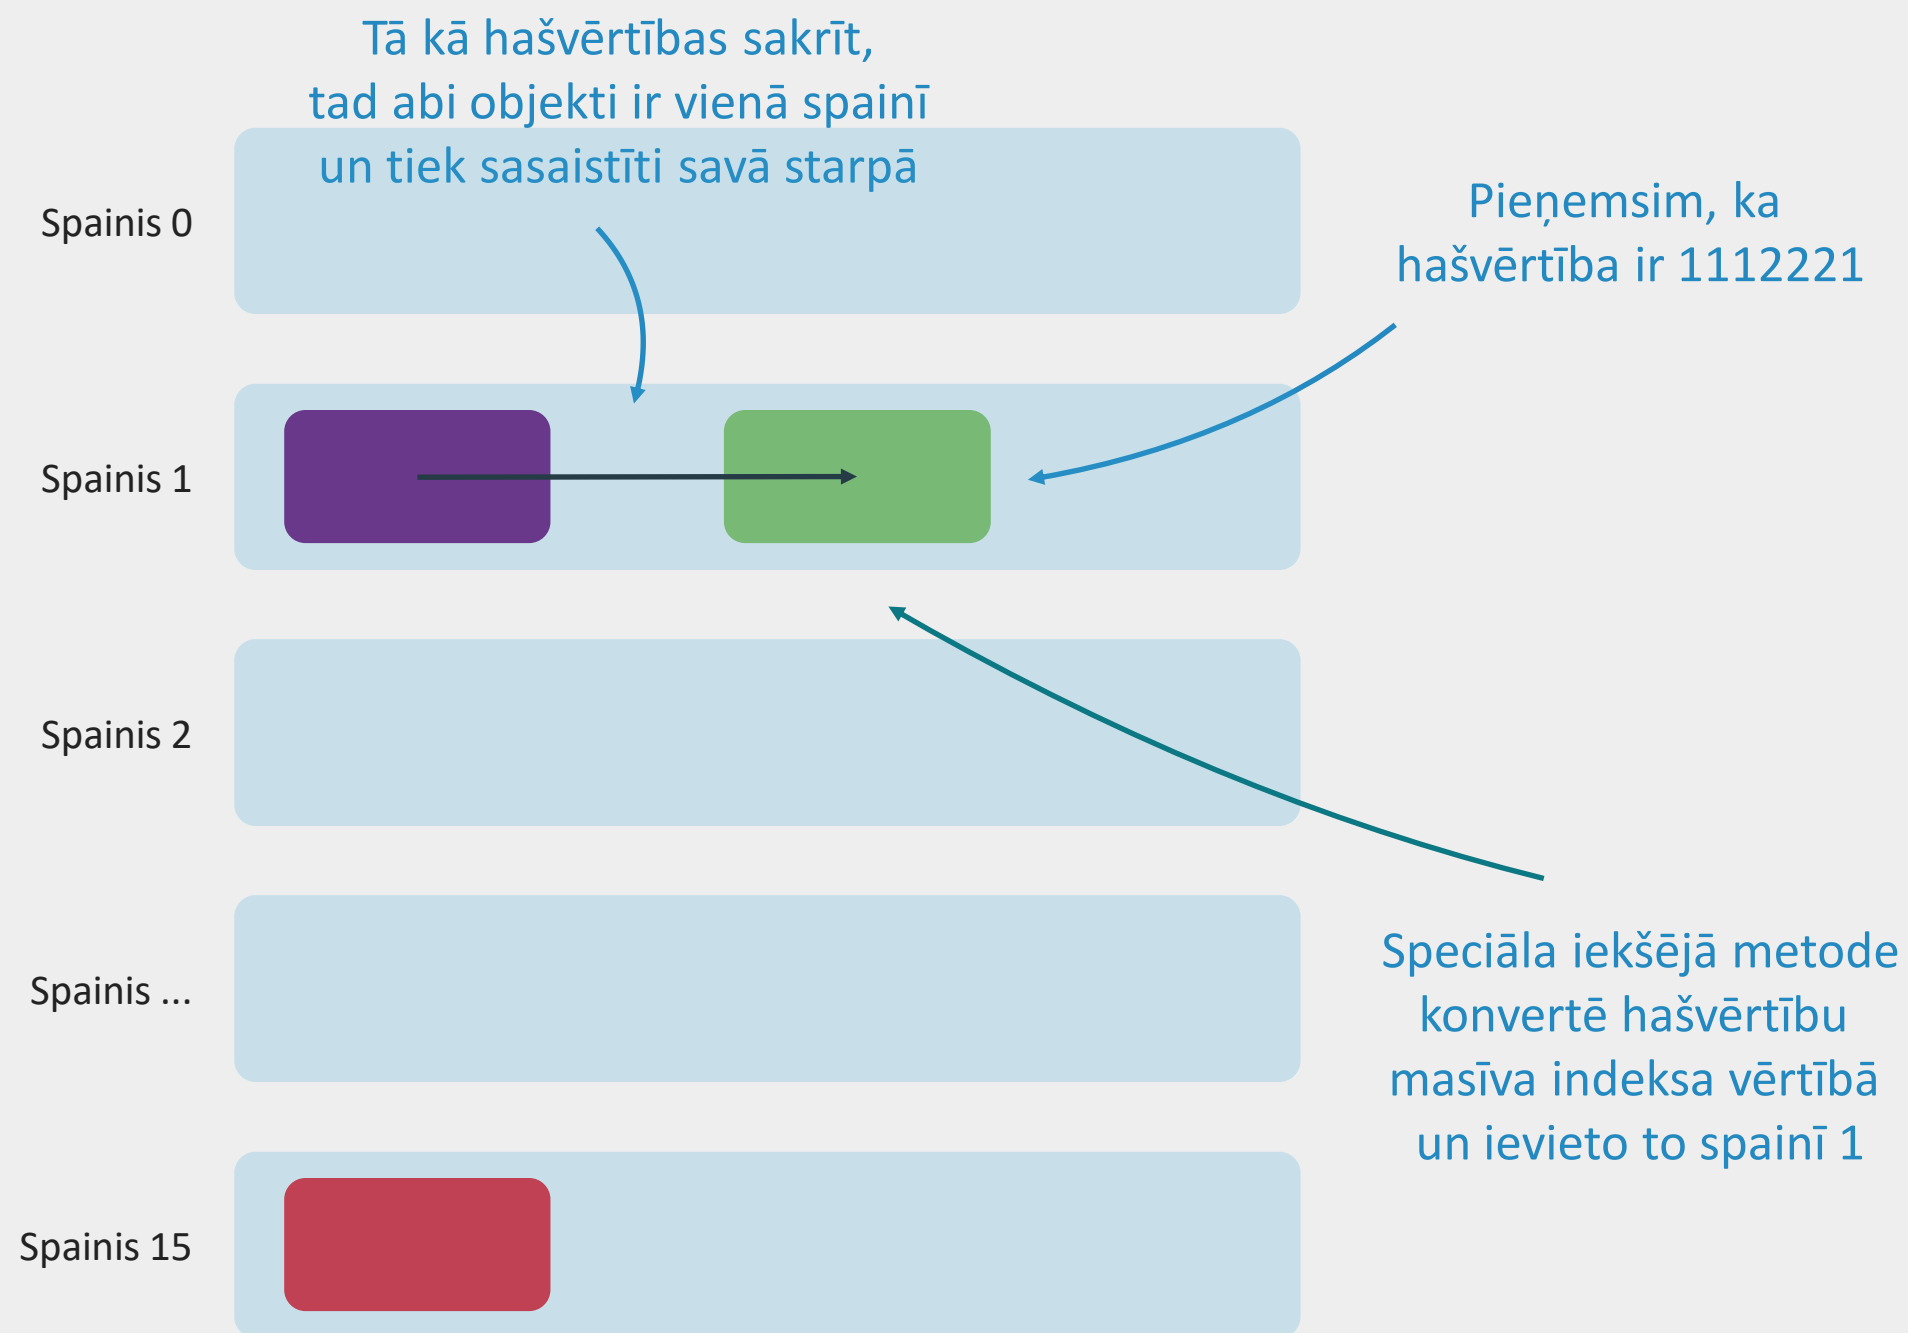 Tā kā hašvērtības sakrīt,
tad abi objekti ir vienā spainī
un tiek sasaistīti savā starpā
Spainis 0
Pieņemsim, ka
hašvērtība ir 1112221
Spainis 1
Spainis 2
Spainis ...
Speciāla iekšējā metode
konvertē hašvērtību
masīva indeksa vērtībā
un ievieto to spainī 1
Spainis 15